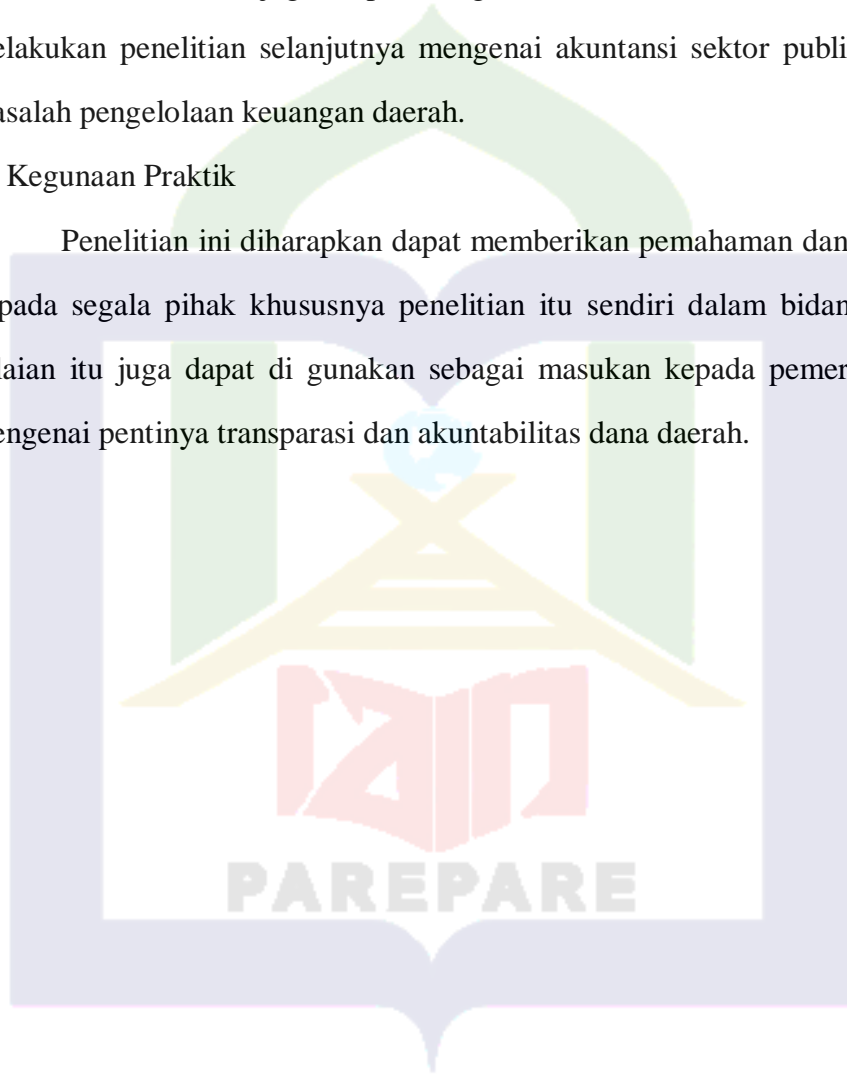 elakukan penelitian selanjutnya mengenai akuntansi sektor publi
asalah pengelolaan keuangan daerah.
Kegunaan Praktik
Penelitian ini diharapkan dapat memberikan pemahaman dan
pada segala pihak khususnya penelitian itu sendiri dalam bidan
laian itu juga dapat di gunakan sebagai masukan kepada pemer
engenai pentinya transparasi dan akuntabilitas dana daerah.
iain
PAREPARE